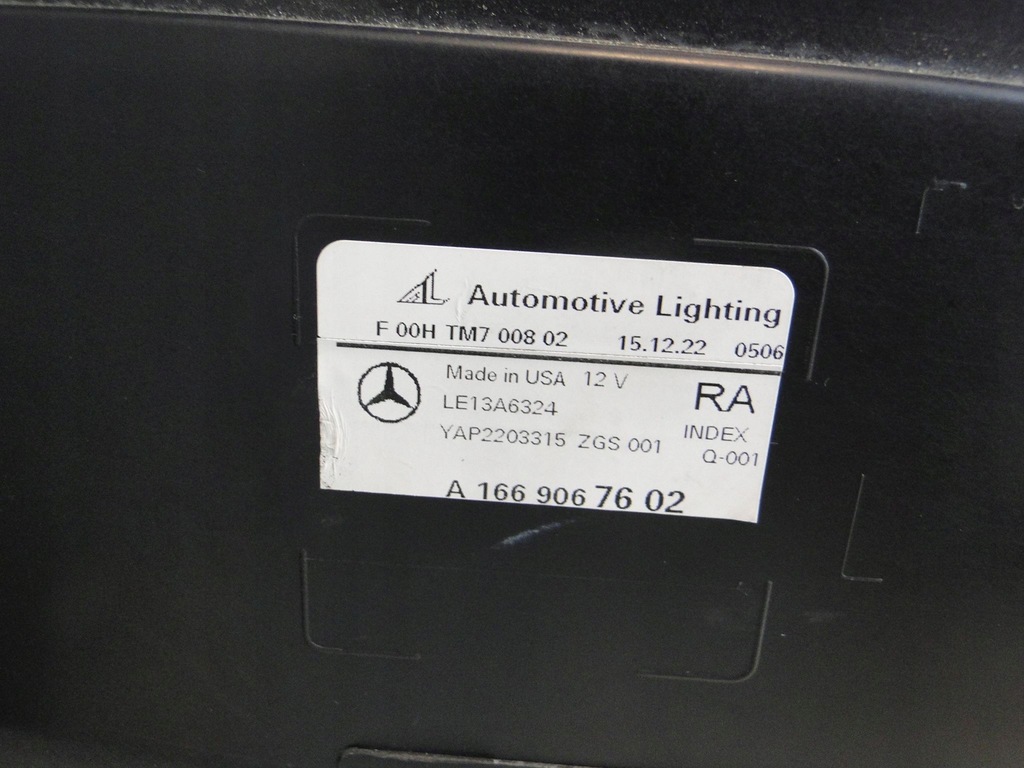 AL Automotive Lighting
F 00H TM7 008 02 15.12.22 0506
Made in USA 12 V RA
LE13A6324
YAP2203315 ZGS 001 INDEX
Q-001
A 166 906 76 02